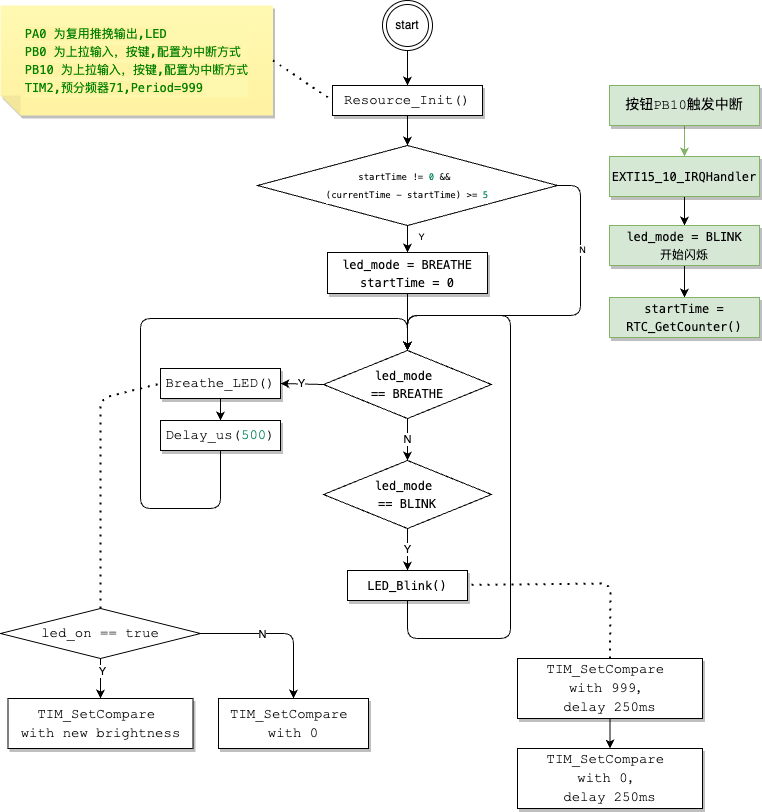 start
PA0 为复用推挽输出,LED
PB0 为上拉输入，按键,配置为中断方式
PB10 为上拉输入，按键,配置为中断方式
TIM2,预分频器71,Period=999
Resource_Init()
按钮PB10触发中断
startTime != 0 &&
(currentTime - startTime) >= 5
EXTI15_10_IRQHandler
Y
N
led_mode = BLINK
开始闪烁
led_mode = BREATHE
startTime = 0
startTime =
RTC_GetCounter()
led_mode
== BREATHE
Y
Breathe_LED()
N
Delay_us(500)
led_mode
== BLINK
Y
LED_Blink()
led_on == true
N
Y
TIM_SetCompare
with new brightness
TIM_SetCompare
with 0
TIM_SetCompare
with 999,
delay 250ms
TIM_SetCompare
with 0,
delay 250ms